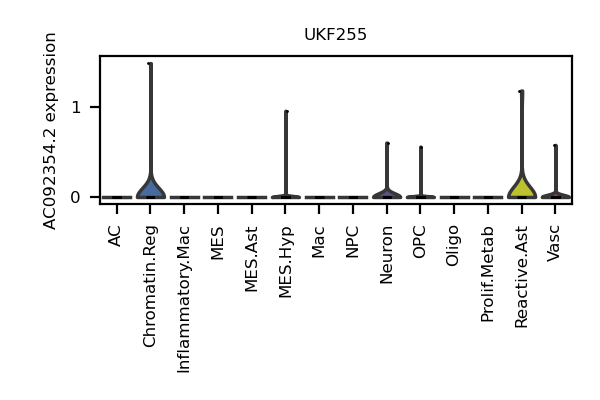 UKF255
AC092354.2 expression
1
0
AC
Chromatin.Reg
Inflammatory.Mac
MES
MES.Ast
MES.Hyp
Mac
NPC
Neuron
OPC
Oligo
Prolif.Metab
Reactive.Ast
Vasc